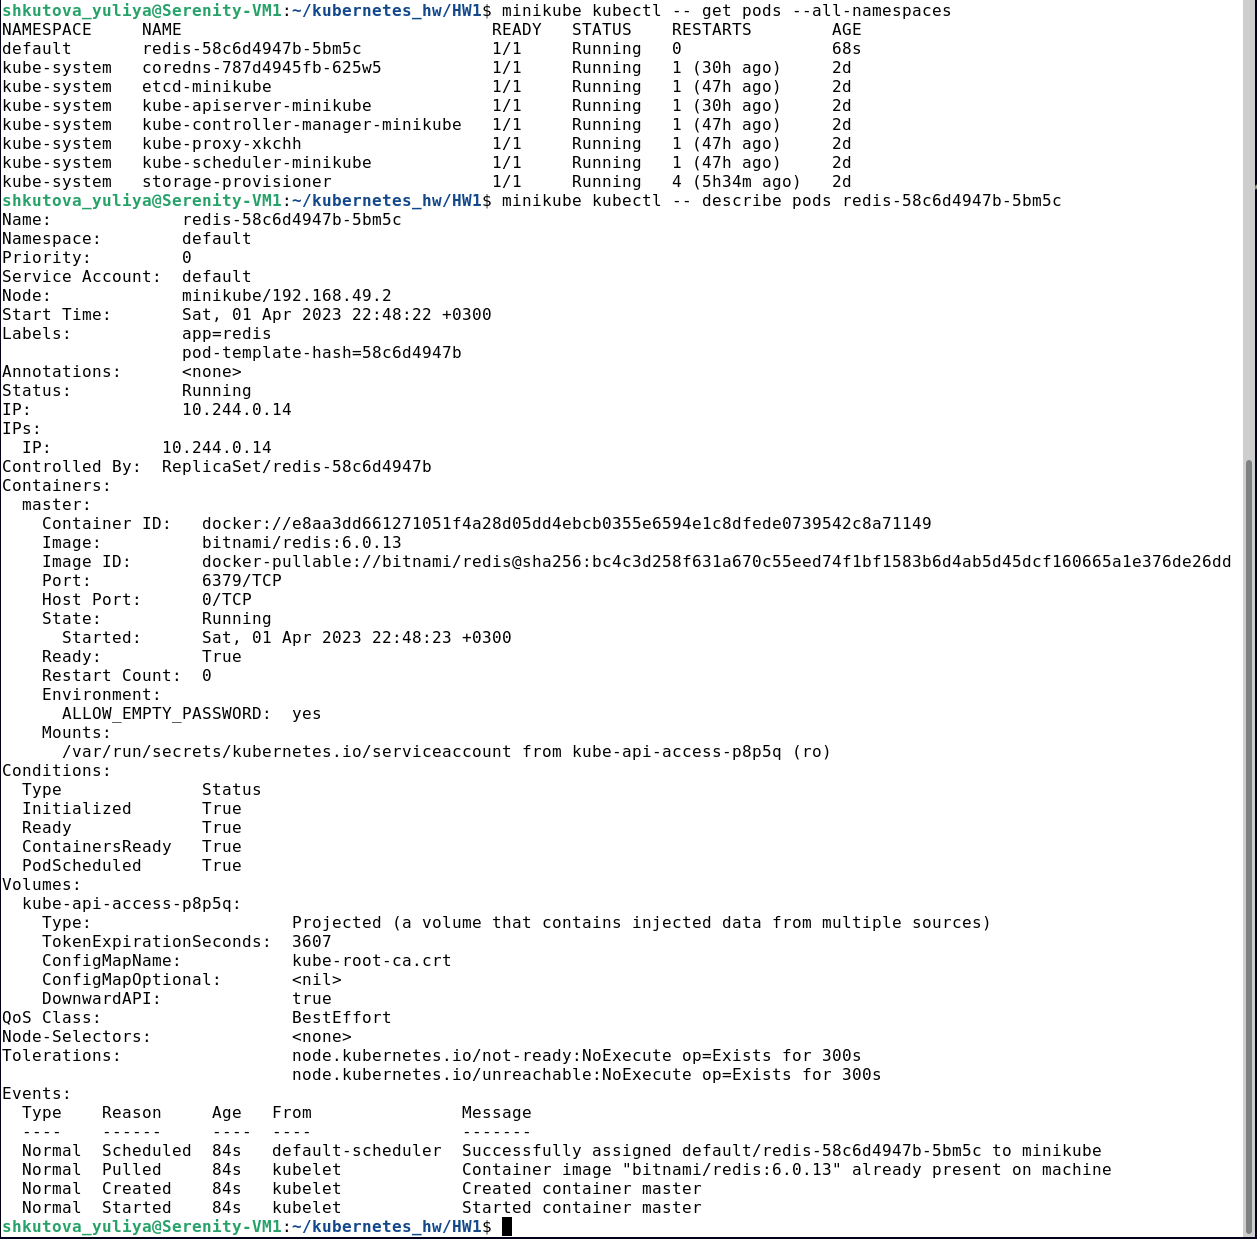 shkutova_yuliya@Serenity-VM1:~/kubernetes_hw/HW1$ minikube kubectl -- get pods --all-namespaces
NAMESPACE     NAME                               READY   STATUS    RESTARTS        AGE
default       redis-58c6d4947b-5bm5c             1/1     Running   0               68s
kube-system   coredns-787d4945fb-625w5           1/1     Running   1 (30h ago)     2d
kube-system   etcd-minikube                      1/1     Running   1 (47h ago)     2d
kube-system   kube-apiserver-minikube            1/1     Running   1 (30h ago)     2d
kube-system   kube-controller-manager-minikube   1/1     Running   1 (47h ago)     2d
kube-system   kube-proxy-xkchh                   1/1     Running   1 (47h ago)     2d
kube-system   kube-scheduler-minikube            1/1     Running   1 (47h ago)     2d
kube-system   storage-provisioner                1/1     Running   4 (5h34m ago)   2d
shkutova_yuliya@Serenity-VM1:~/kubernetes_hw/HW1$ minikube kubectl -- describe pods redis-58c6d4947b-5bm5c
Name:             redis-58c6d4947b-5bm5c
Namespace:        default
Priority:         0
Service Account:  default
Node:             minikube/192.168.49.2
Start Time:       Sat, 01 Apr 2023 22:48:22 +0300
Labels:           app=redis
                  pod-template-hash=58c6d4947b
Annotations:      <none>
Status:           Running
IP:               10.244.0.14
IPs:
  IP:           10.244.0.14
Controlled By:  ReplicaSet/redis-58c6d4947b
Containers:
  master:
    Container ID:   docker://e8aa3dd661271051f4a28d05dd4ebcb0355e6594e1c8dfede0739542c8a71149
    Image:          bitnami/redis:6.0.13
    Image ID:       docker-pullable://bitnami/redis@sha256:bc4c3d258f631a670c55eed74f1bf1583b6d4ab5d45dcf160665a1e376de26dd
    Port:           6379/TCP
    Host Port:      0/TCP
    State:          Running
      Started:      Sat, 01 Apr 2023 22:48:23 +0300
    Ready:          True
    Restart Count:  0
    Environment:
      ALLOW_EMPTY_PASSWORD:  yes
    Mounts:
      /var/run/secrets/kubernetes.io/serviceaccount from kube-api-access-p8p5q (ro)
Conditions:
  Type              Status
  Initialized       True
  Ready             True
  ContainersReady   True
  PodScheduled      True
Volumes:
  kube-api-access-p8p5q:
    Type:                    Projected (a volume that contains injected data from multiple sources)
    TokenExpirationSeconds:  3607
    ConfigMapName:           kube-root-ca.crt
    ConfigMapOptional:       <nil>
    DownwardAPI:             true
QoS Class:                   BestEffort
Node-Selectors:              <none>
Tolerations:                 node.kubernetes.io/not-ready:NoExecute op=Exists for 300s
                             node.kubernetes.io/unreachable:NoExecute op=Exists for 300s
Events:
  Type    Reason     Age   From               Message
  ----    ------     ----  ----               -------
  Normal  Scheduled  84s   default-scheduler  Successfully assigned default/redis-58c6d4947b-5bm5c to minikube
  Normal  Pulled     84s   kubelet            Container image "bitnami/redis:6.0.13" already present on machine
  Normal  Created    84s   kubelet            Created container master
  Normal  Started    84s   kubelet            Started container master
shkutova_yuliya@Serenity-VM1:~/kubernetes_hw/HW1$